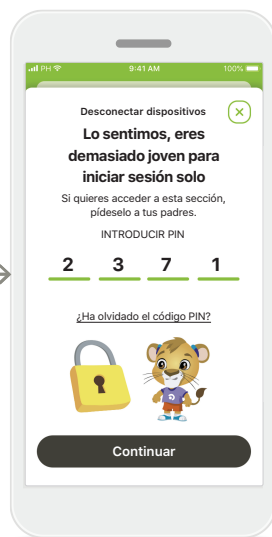 PH 9:41 AM 100%
Desconectar dispositivos
Lo sentimos, eres
demasiado joven para
iniciar sesión solo
Si quieres acceder a esta sección,
pídeselo a tus padres.
INTRODUCIR PIN
2 3 7 1
¿Ha olvidado el código PIN?
Continuar